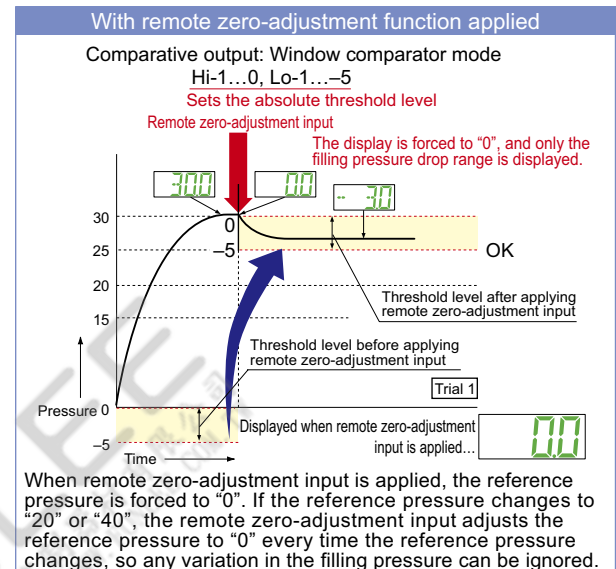 With remote zero-adjustment function applied
Comparative output: Window comparator mode
Hi-1…0, Lo-1…–5
Sets the absolute threshold level
Remote zero-adjustment input
The display is forced to “0”, and only the
filling pressure drop range is displayed.
30.0
0.0
- 3.0
30
0
25
–5
OK
20
15
Threshold level after applying
remote zero-adjustment input
Threshold level before applying
remote zero-adjustment input
Trial 1
Pressure 0
–5
Time
Displayed when remote zero-adjustment
input is applied…
0.0
When remote zero-adjustment input is applied, the reference
pressure is forced to “0”. If the reference pressure changes to
“20” or “40”, the remote zero-adjustment input adjusts the
reference pressure to “0” every time the reference pressure
changes, so any variation in the filling pressure can be ignored.